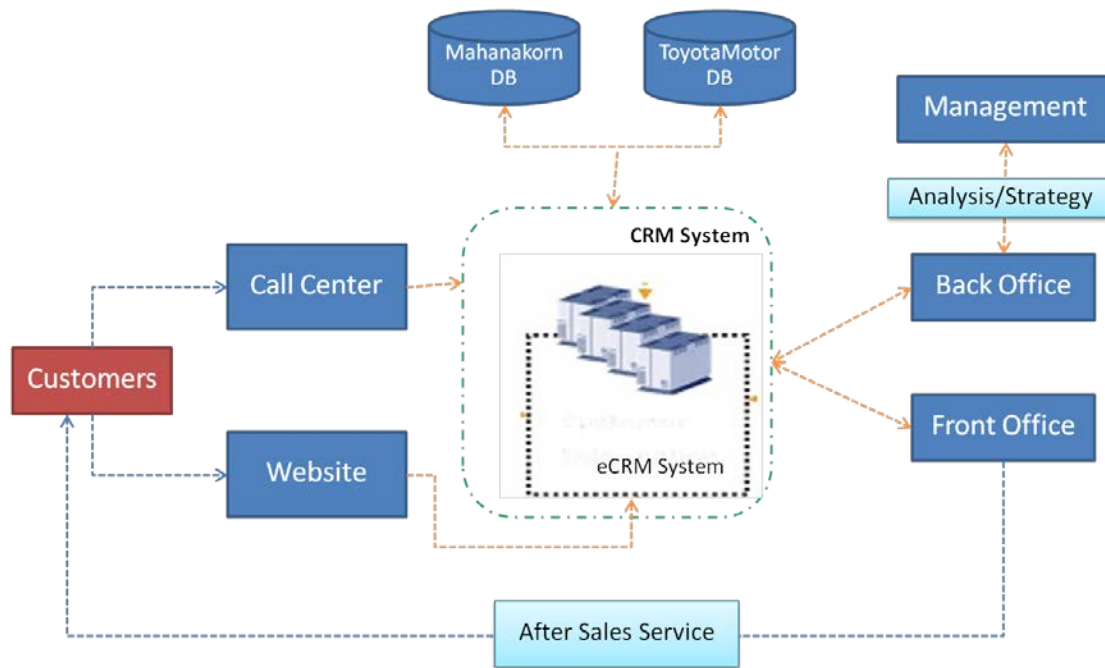 Mahanakorn
DB
ToyotaMotor
DB
Management
Analysis/Strategy
CRM System
Call Center
Back Office
Customers
Front Office
Website
eCRM System
After Sales Service